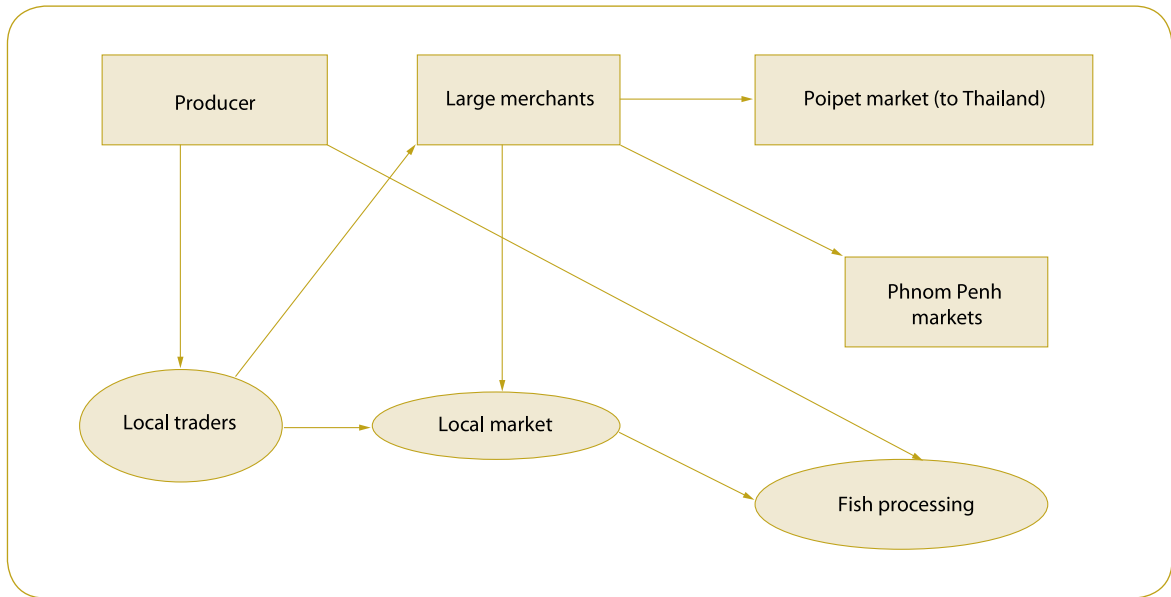 Producer
Large merchants
Poipet market (to Thailand)
Phnom Penh
markets
Local traders
Local market
Fish processing